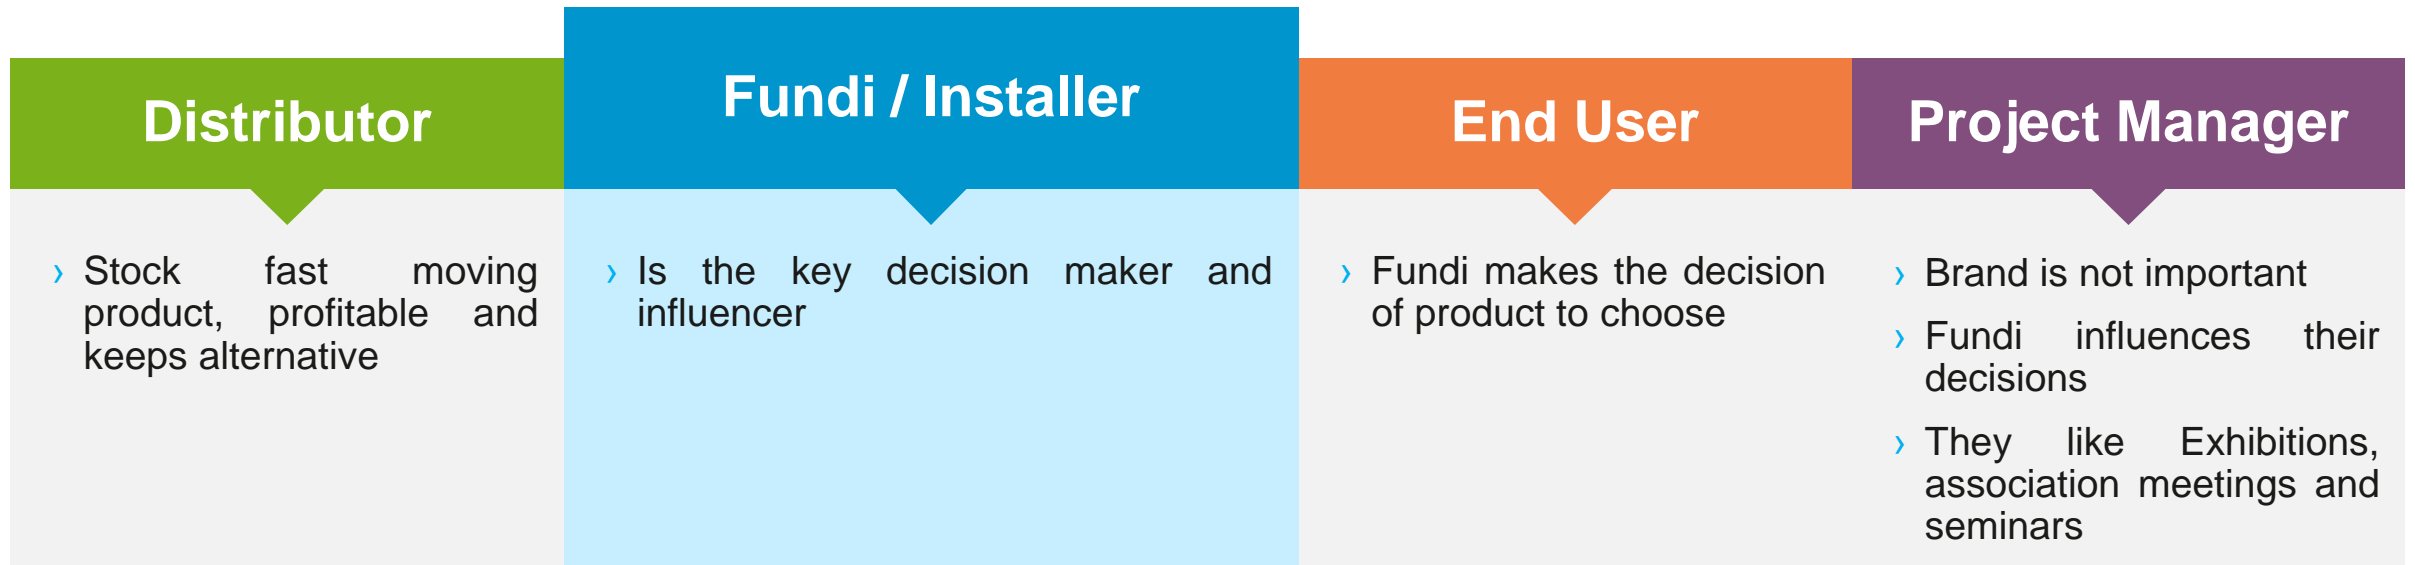 Distributor
› Stock fast moving
product, profitable and
keeps alternative
Fundi / Installer
› Is the key decision maker and
influencer
End User
› Fundi makes the decision
of product to choose
Project Manager
› Brand is not important
› Fundi influences their
decisions
› They like Exhibitions,
association meetings and
seminars